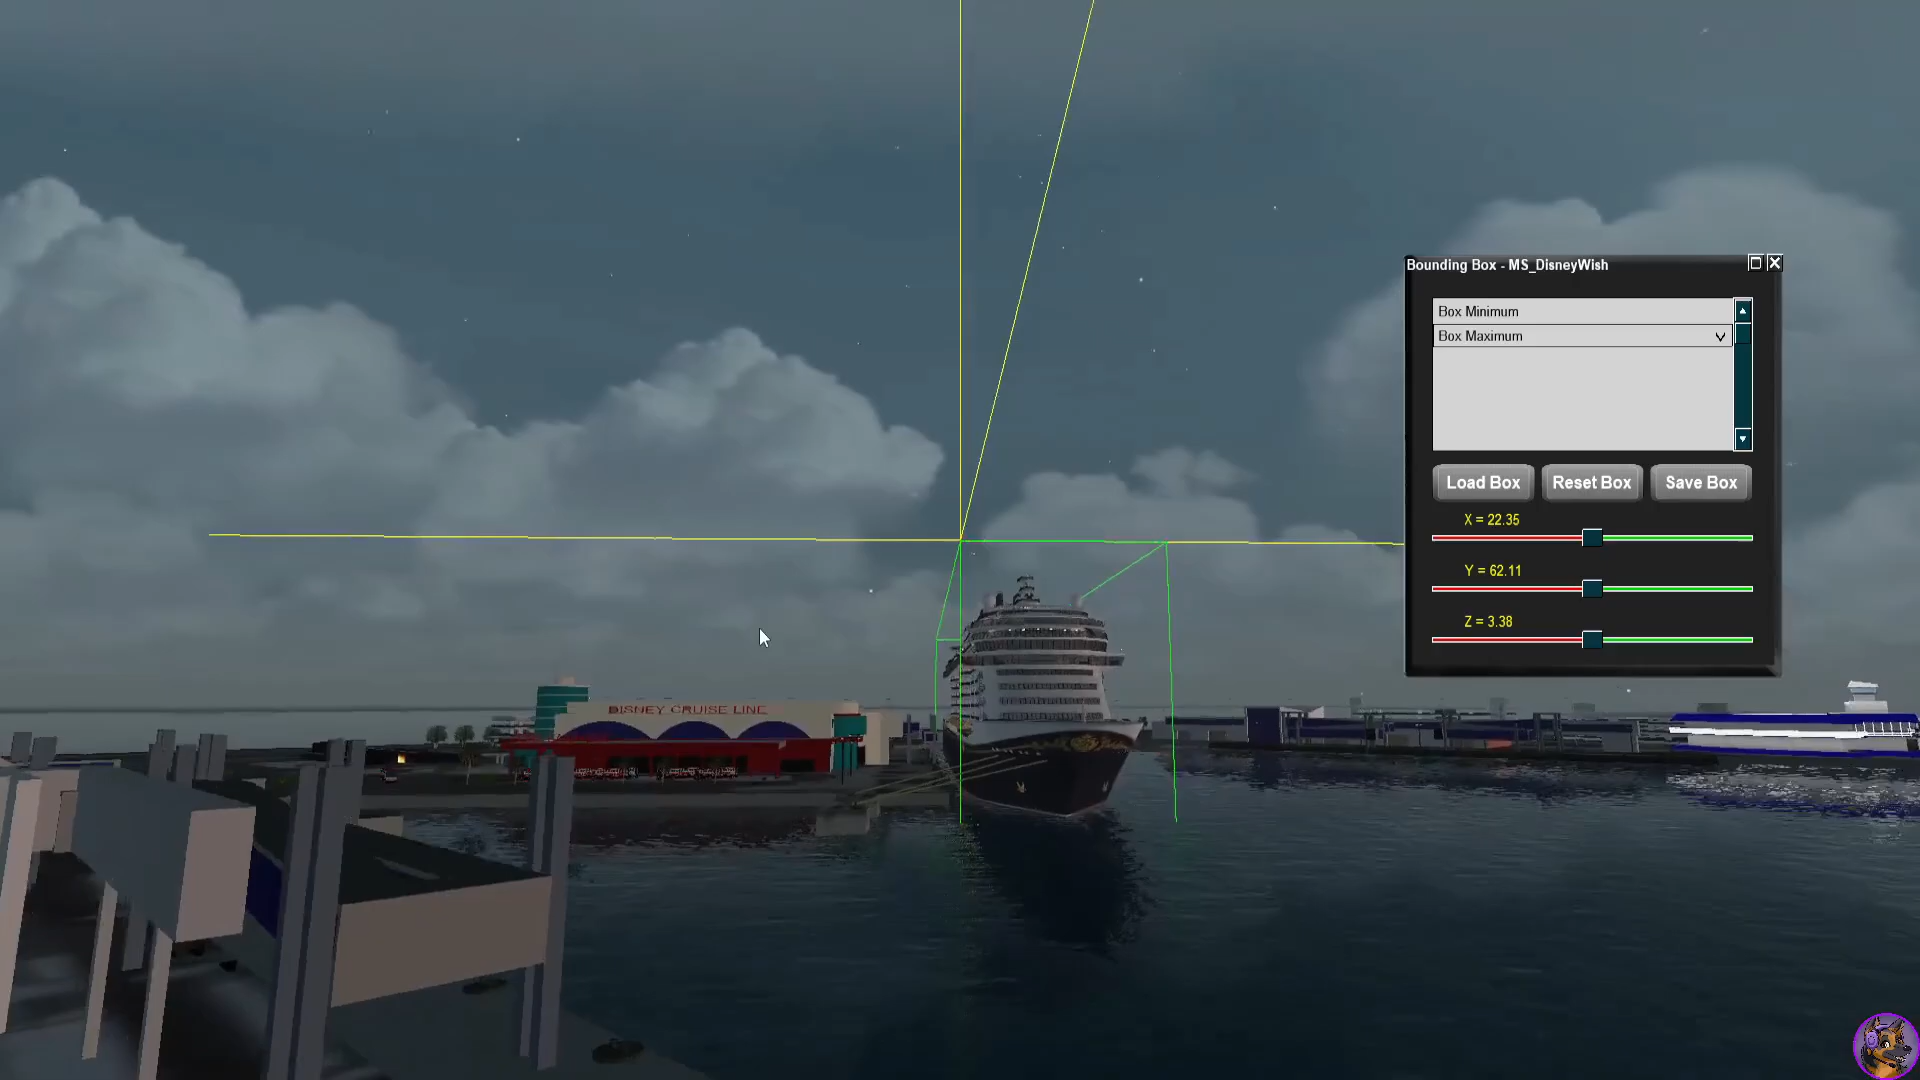 Bounding Box - MS_DisneyWish
Box Minimum
Box Maximum
Load Box
Reset Box
Save Box
X = 22.35
Y = 62.11
Z = 3.38
DISNEY CRUISE LINE